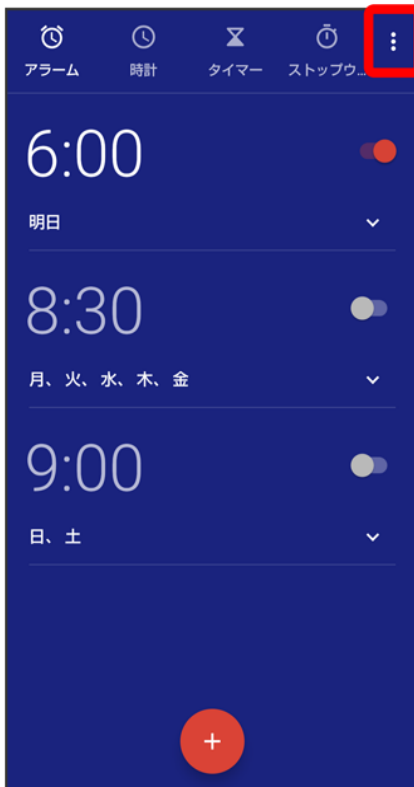 アラーム 時計 タイマー ストップウ...
6:00
明日
8:30
月、火、水、木、金
9:00
日、土